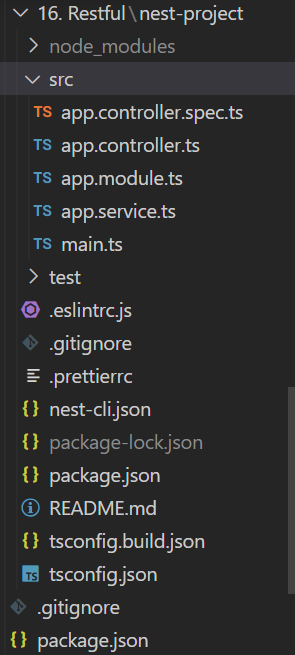 16. Restful\nest-project
node_modules
src
TS app.controller.spec.ts
TS app.controller.ts
TS app.module.ts
TS app.service.ts
TS main.ts
test
.eslintrc.js
.gitignore
.prettierrc
{} nest-cli.json
{} package-lock.json
{} package.json
README.md
{} tsconfig.build.json
TS tsconfig.json
.gitignore
{} package.json